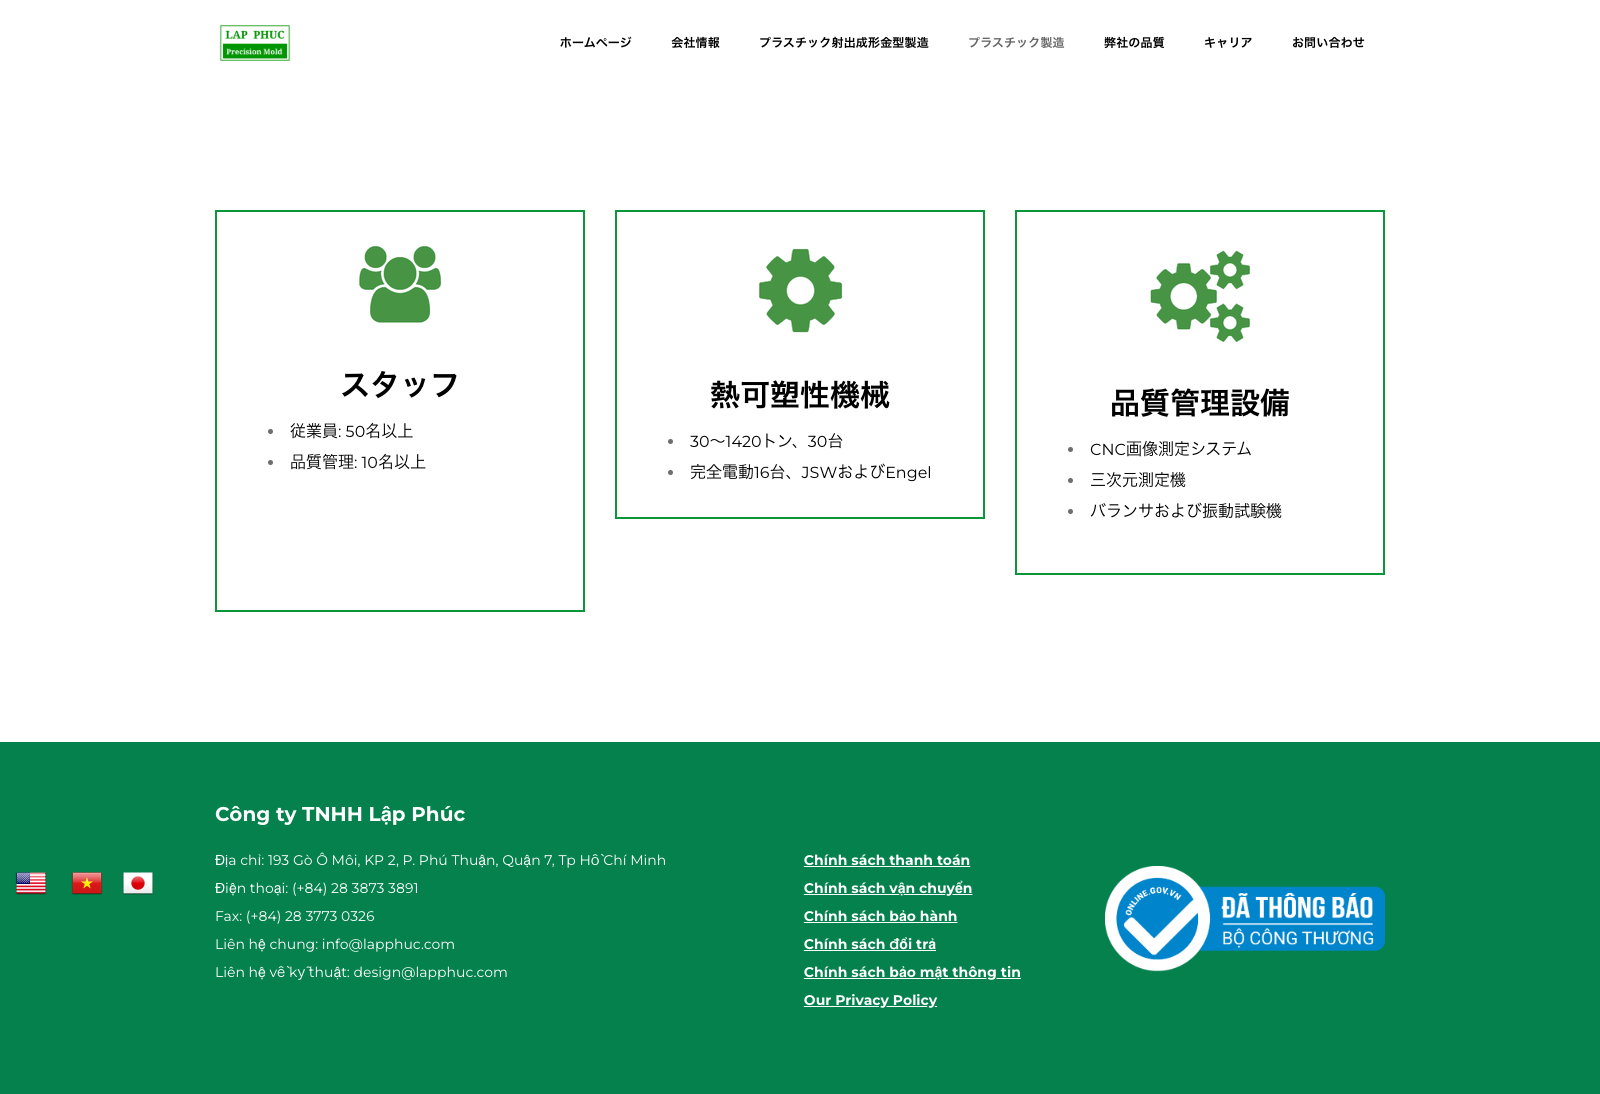 LAP PHUC
Precision Mold
ホームページ
会社情報
プラスチック射出成形金型製造
プラスチック製造
弊社の品質
キャリア
お問い合わせ
スタッフ
従業員: 50名以上
品質管理: 10名以上
熱可塑性機械
30〜1420トン、30台
完全電動16台、JSWおよびEngel
品質管理設備
CNC画像測定システム
三次元測定機
バランサおよび振動試験機
Công ty TNHH Lập Phúc
Địa chỉ: 193 Gò Ô Môi, KP 2, P. Phú Thuận, Quận 7, Tp Hồ Chí Minh
Điện thoại: (+84) 28 3873 3891
Fax: (+84) 28 3773 0326
Liên hệ chung: info@lapphuc.com
Liên hệ về kỹ thuật: design@lapphuc.com
Chính sách thanh toán
Chính sách vận chuyển
Chính sách bảo hành
Chính sách đổi trả
Chính sách bảo mật thông tin
Our Privacy Policy
ONLINE.GOV.VN
ĐÃ THÔNG BÁO
BỘ CÔNG THƯƠNG